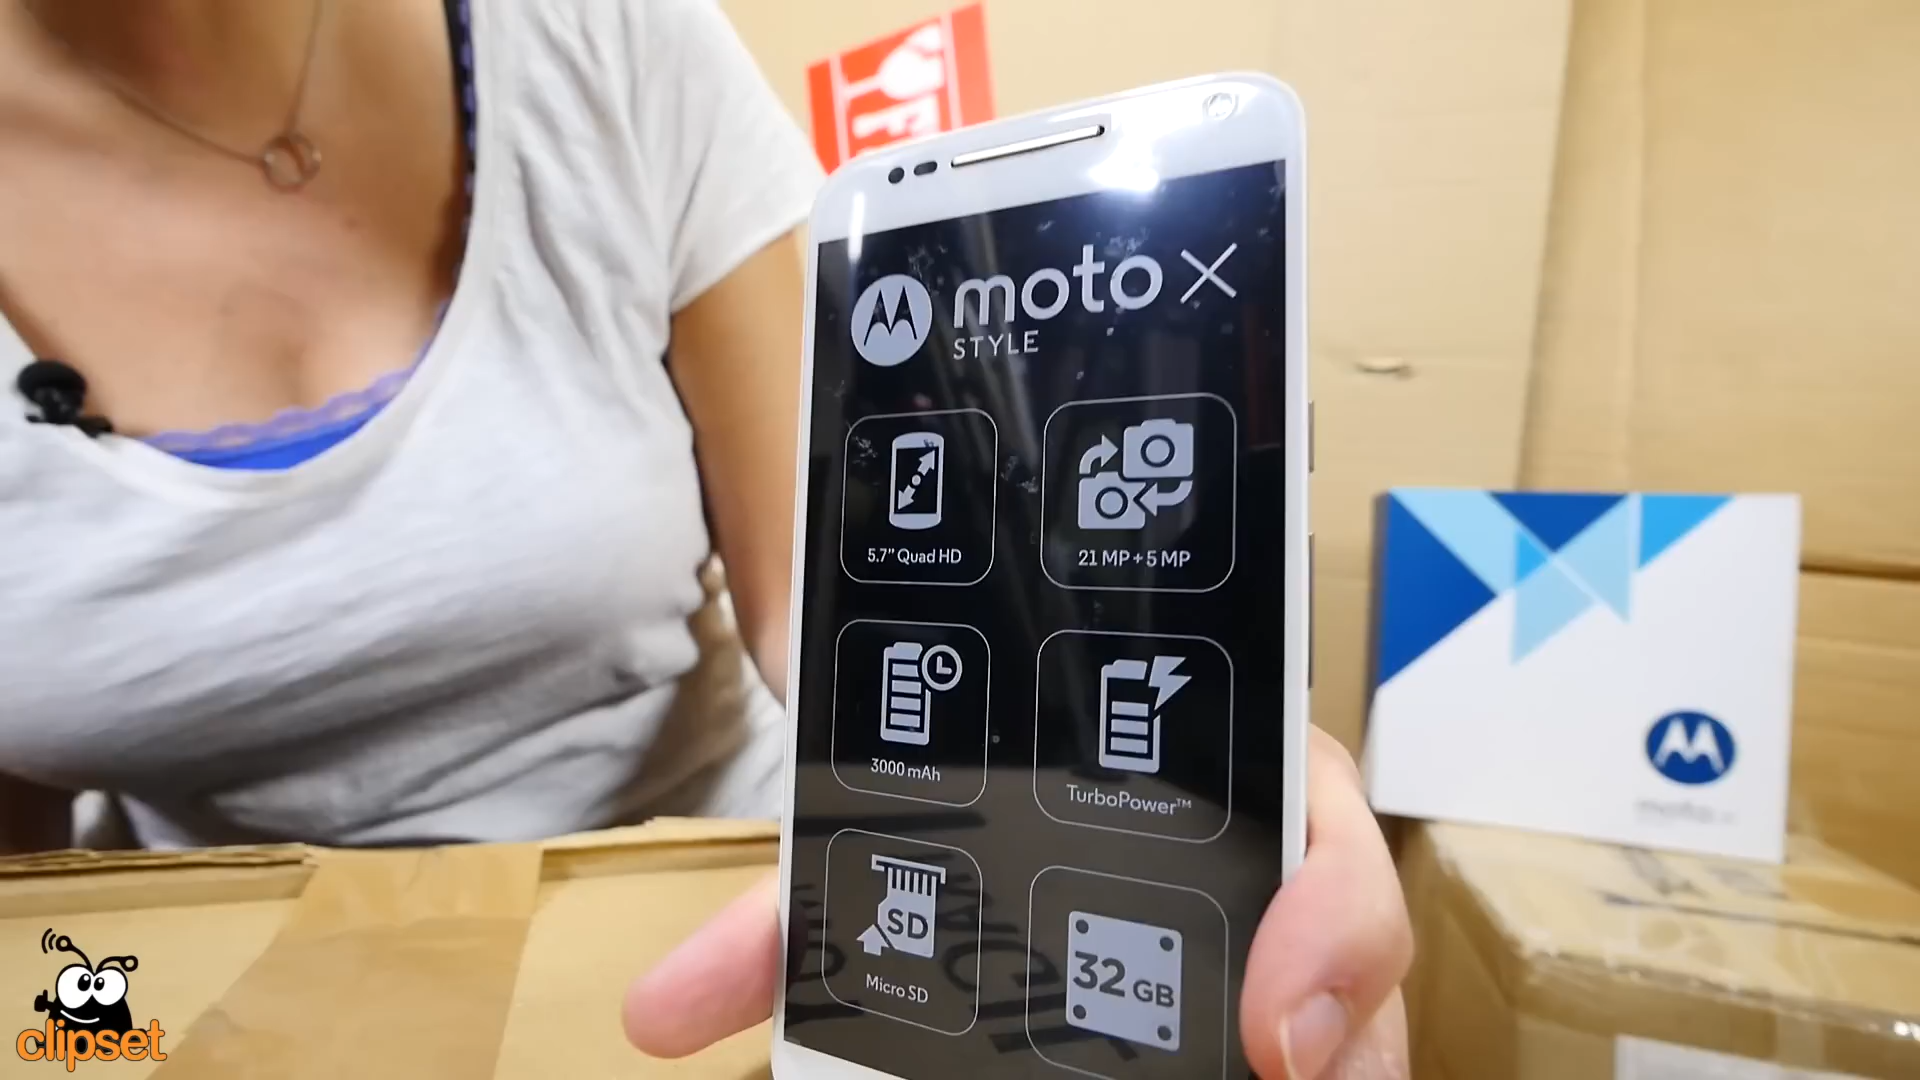 moto X
STYLE
5.7” Quad HD
21 MP + 5 MP
3000 mAh
TurboPower™
SD
Micro SD
32 GB
clipset